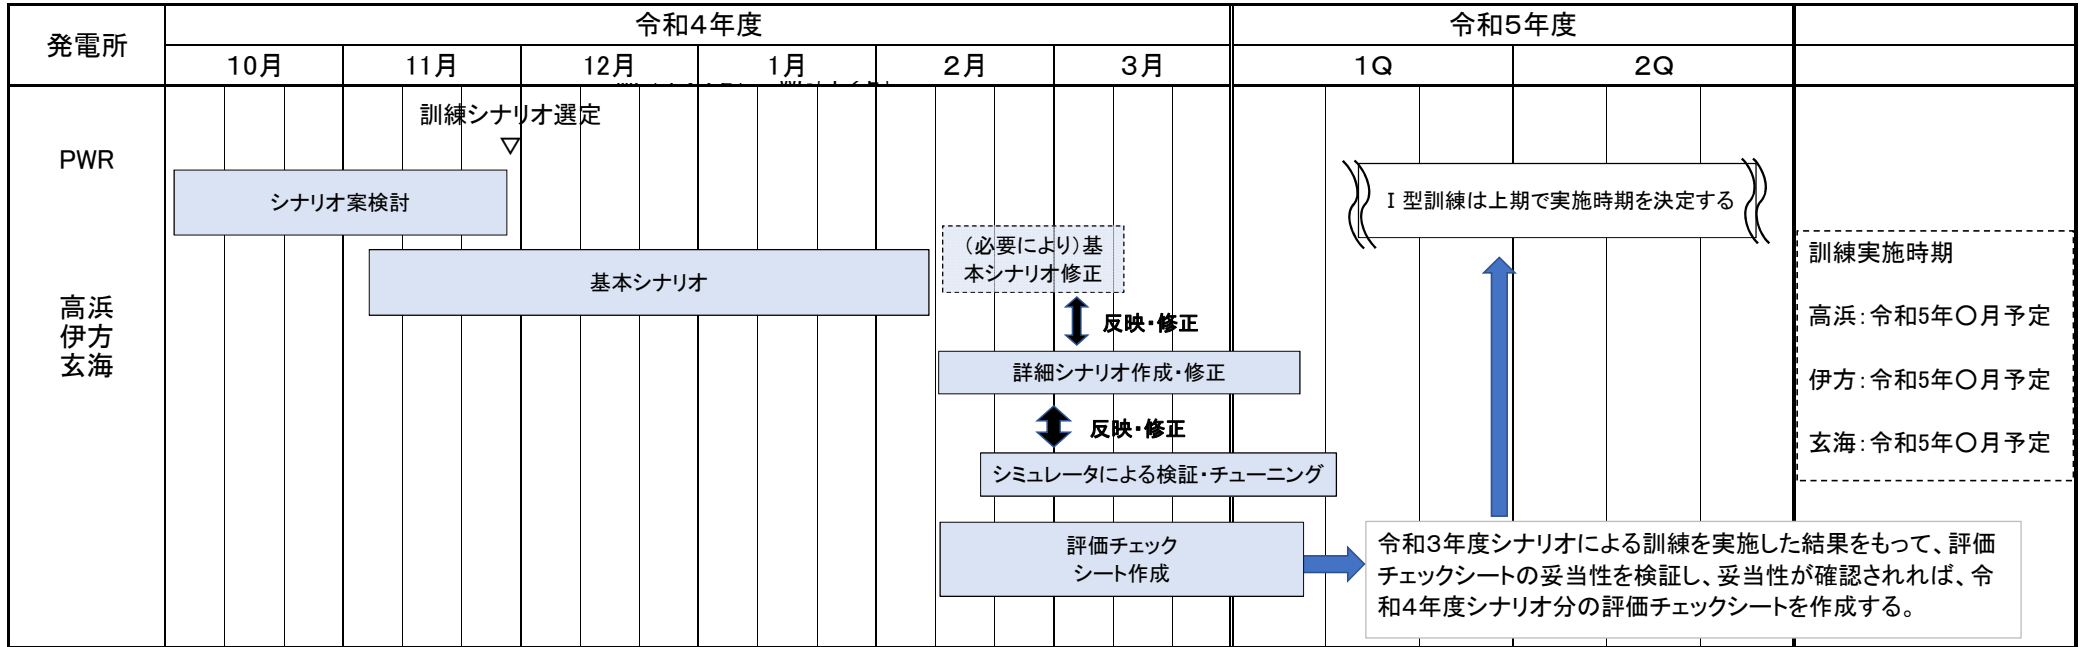 発電所
令和4年度
令和5年度
10月
11月
12月
1月
2月
3月
1Q
2Q
訓練シナリオ選定
▽
PWR
シナリオ案検討
Ⅰ型訓練は上期で実施時期を決定する
(必要により)基
本シナリオ修正
基本シナリオ
高浜
伊方
玄海
反映・修正
詳細シナリオ作成・修正
反映・修正
シミュレータによる検証・チューニング
評価チェック
シート作成
令和3年度シナリオによる訓練を実施した結果をもって、評価
チェックシートの妥当性を検証し、妥当性が確認されれば、令
和4年度シナリオ分の評価チェックシートを作成する。
訓練実施時期
高浜:令和5年〇月予定
伊方:令和5年〇月予定
玄海:令和5年〇月予定